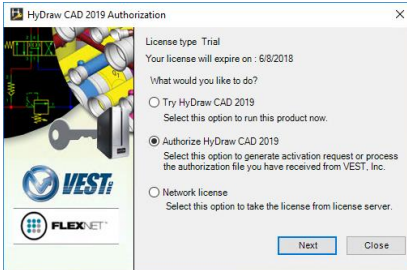 HyDraw CAD 2019 Authorization
License type Trial
Your license will expire on : 6/8/2018
What would you like to do?
Try HyDraw CAD 2019
Select this option to run this product now.
Authorize HyDraw CAD 2019
Select this option to generate activation request or process
the authorization file you have received from VEST, Inc.
Network license
Select this option to take the license from license server.
VEST
FLEXNET
Next
Close